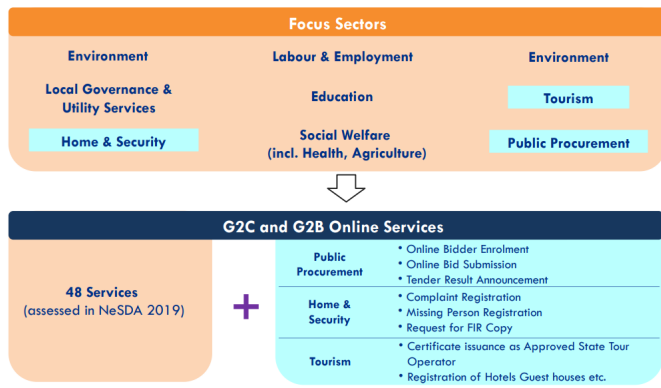 Focus Sectors
Environment
Labour & Employment
Environment
Local Governance &
Utility Services
Education
Tourism
Home & Security
Social Welfare
(incl. Health, Agriculture)
Public Procurement
G2C and G2B Online Services
48 Services
(assessed in NeSDA 2019)
+
Public
Procurement
• Online Bidder Enrolment
• Online Bid Submission
• Tender Result Announcement
Home &
Security
• Complaint Registration
• Missing Person Registration
• Request for FIR Copy
Tourism
• Certificate issuance as Approved State Tour
Operator
• Registration of Hotels Guest houses etc.